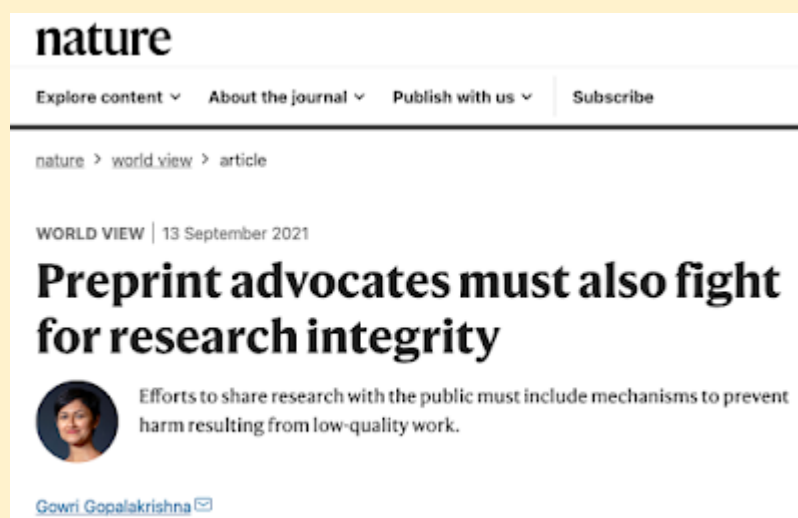 nature
Explore content About the journal Publish with us Subscribe
nature > world view > article
WORLD VIEW | 13 September 2021
Preprint advocates must also fight
for research integrity
Efforts to share research with the public must include mechanisms to prevent
harm resulting from low-quality work.
Gowri Gopalakrishna